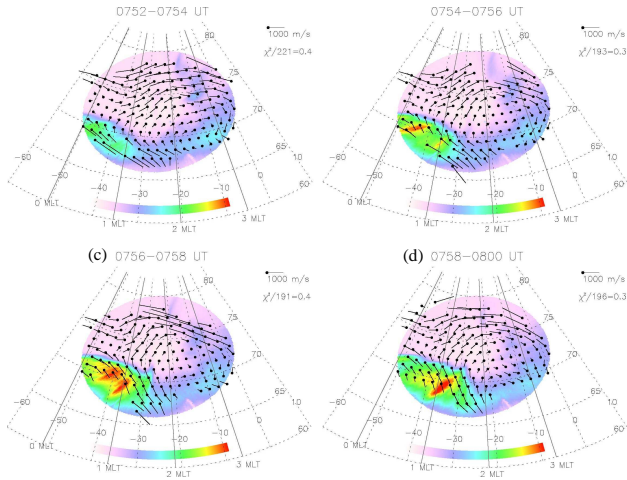 0752–0754 UT
1000 m/s
χ²/221=0.4
80
75
70
65
60
10
0
−10
−20
−30
−40
−50
−60
0 MLT
1 MLT
2 MLT
3 MLT
0754–0756 UT
1000 m/s
χ²/193=0.3
80
75
70
65
60
10
0
−10
−20
−30
−40
−50
−60
0 MLT
1 MLT
2 MLT
3 MLT
(c) 0756–0758 UT
1000 m/s
χ²/191=0.4
80
75
70
65
60
10
0
−10
−20
−30
−40
−50
−60
0 MLT
1 MLT
2 MLT
3 MLT
(d) 0758–0800 UT
1000 m/s
χ²/196=0.3
80
75
70
65
60
10
0
−10
−20
−30
−40
−50
−60
0 MLT
1 MLT
2 MLT
3 MLT